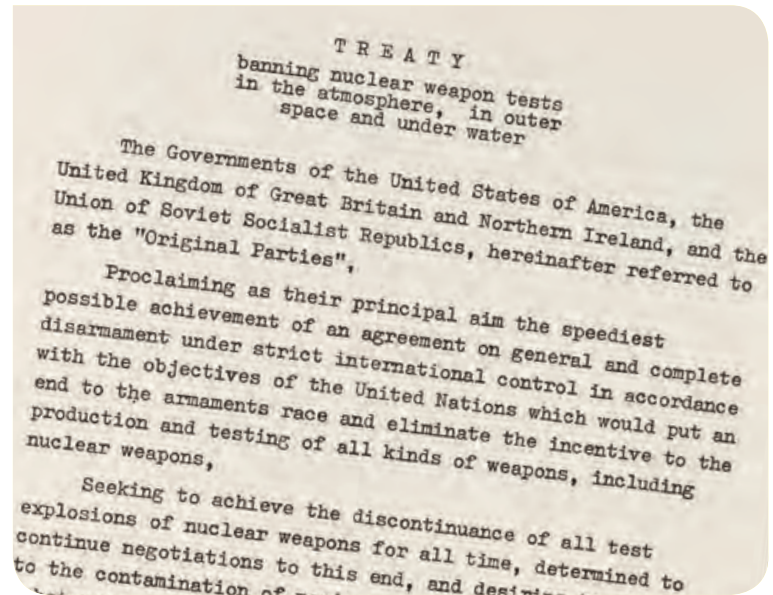 T R E A T Y
banning nuclear weapon tests
in the atmosphere, in outer
space and under water
The Governments of the United States of America, the
United Kingdom of Great Britain and Northern Ireland, and the
Union of Soviet Socialist Republics, hereinafter referred to
as the "Original Parties",
Proclaiming as their principal aim the speediest
possible achievement of an agreement on general and complete
disarmament under strict international control in accordance
with the objectives of the United Nations which would put an
end to the armaments race and eliminate the incentive to the
production and testing of all kinds of weapons, including
nuclear weapons,
Seeking to achieve the discontinuance of all test
explosions of nuclear weapons for all time, determined to
continue negotiations to this end, and
to the contamination of